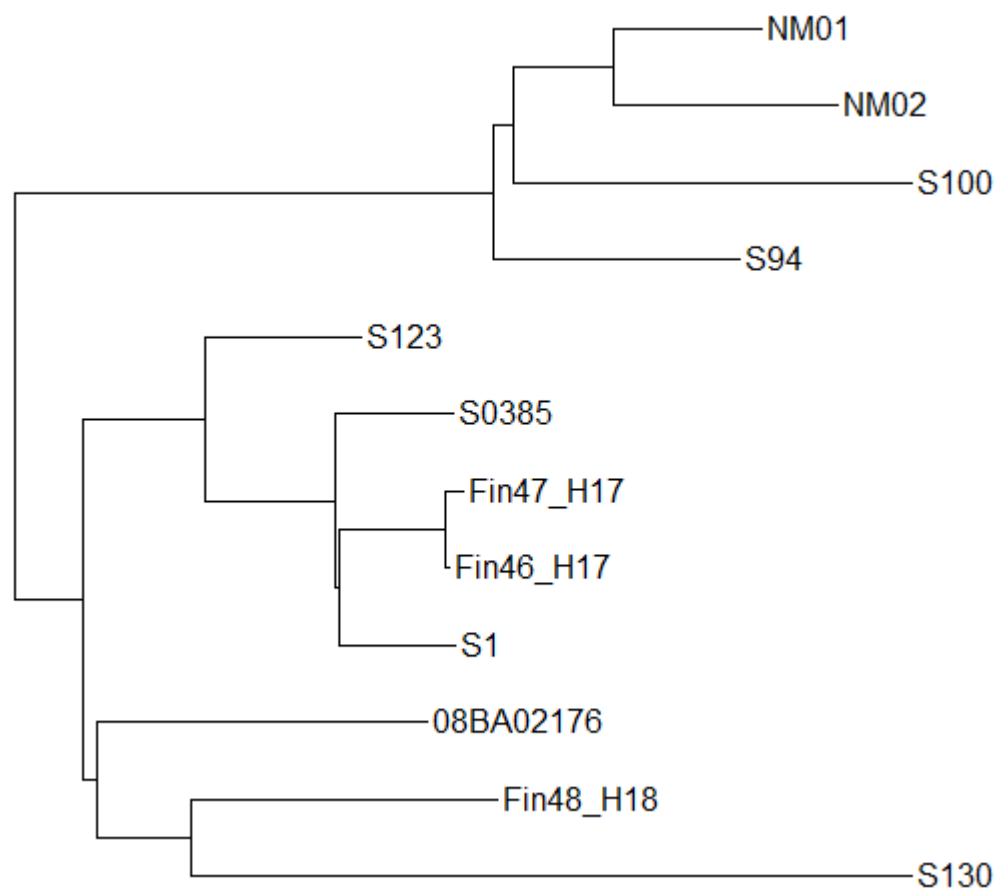 NM01
NM02
S100
S94
S123
S0385
Fin47_H17
Fin46_H17
S1
08BA02176
Fin48_H18
S130